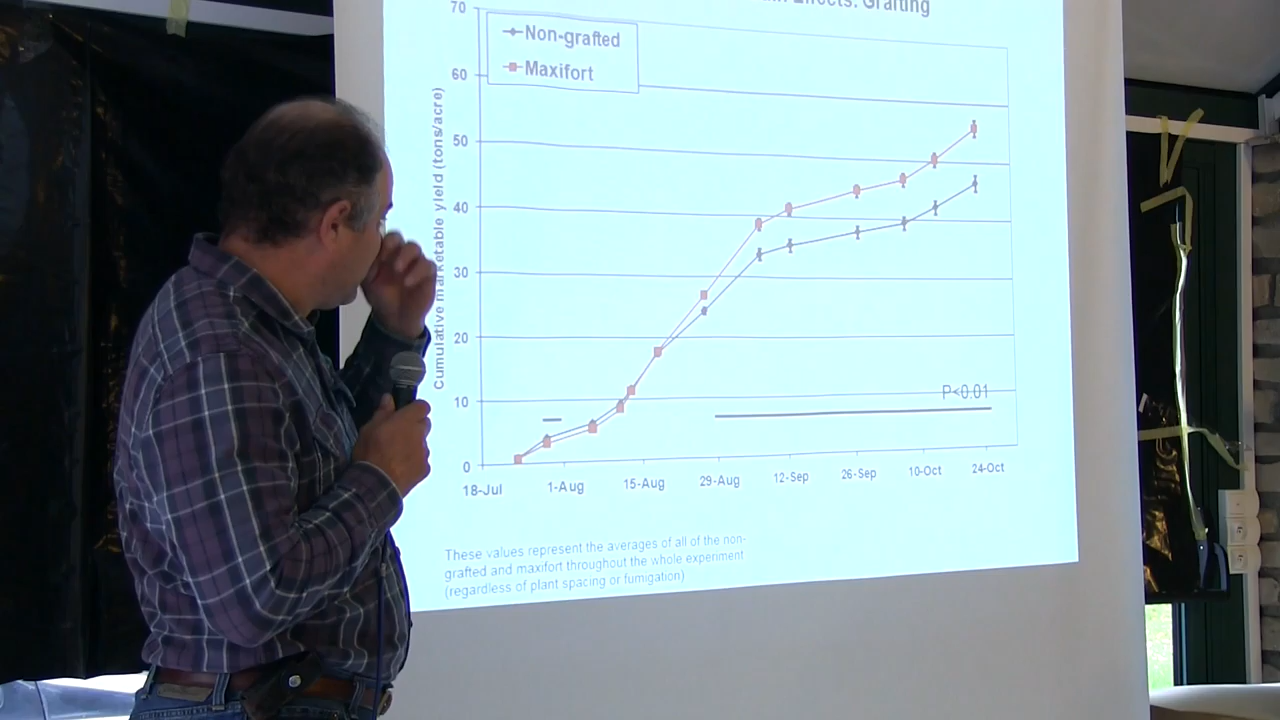 Effects: Grafting
Non-grafted
Maxifort
Cumulative marketable yield (tons/acre)
70
60
50
40
30
20
10
0
P<0.01
18-Jul
1-Aug
15-Aug
29-Aug
12-Sep
26-Sep
10-Oct
24-Oct
These values represent the averages of all of the non-
grafted and maxifort throughout the whole experiment
(regardless of plant spacing or fumigation)